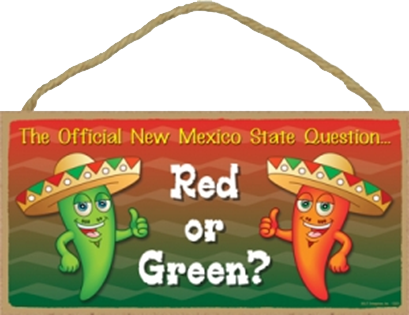 The Official New Mexico State Question...
Red
or
Green?